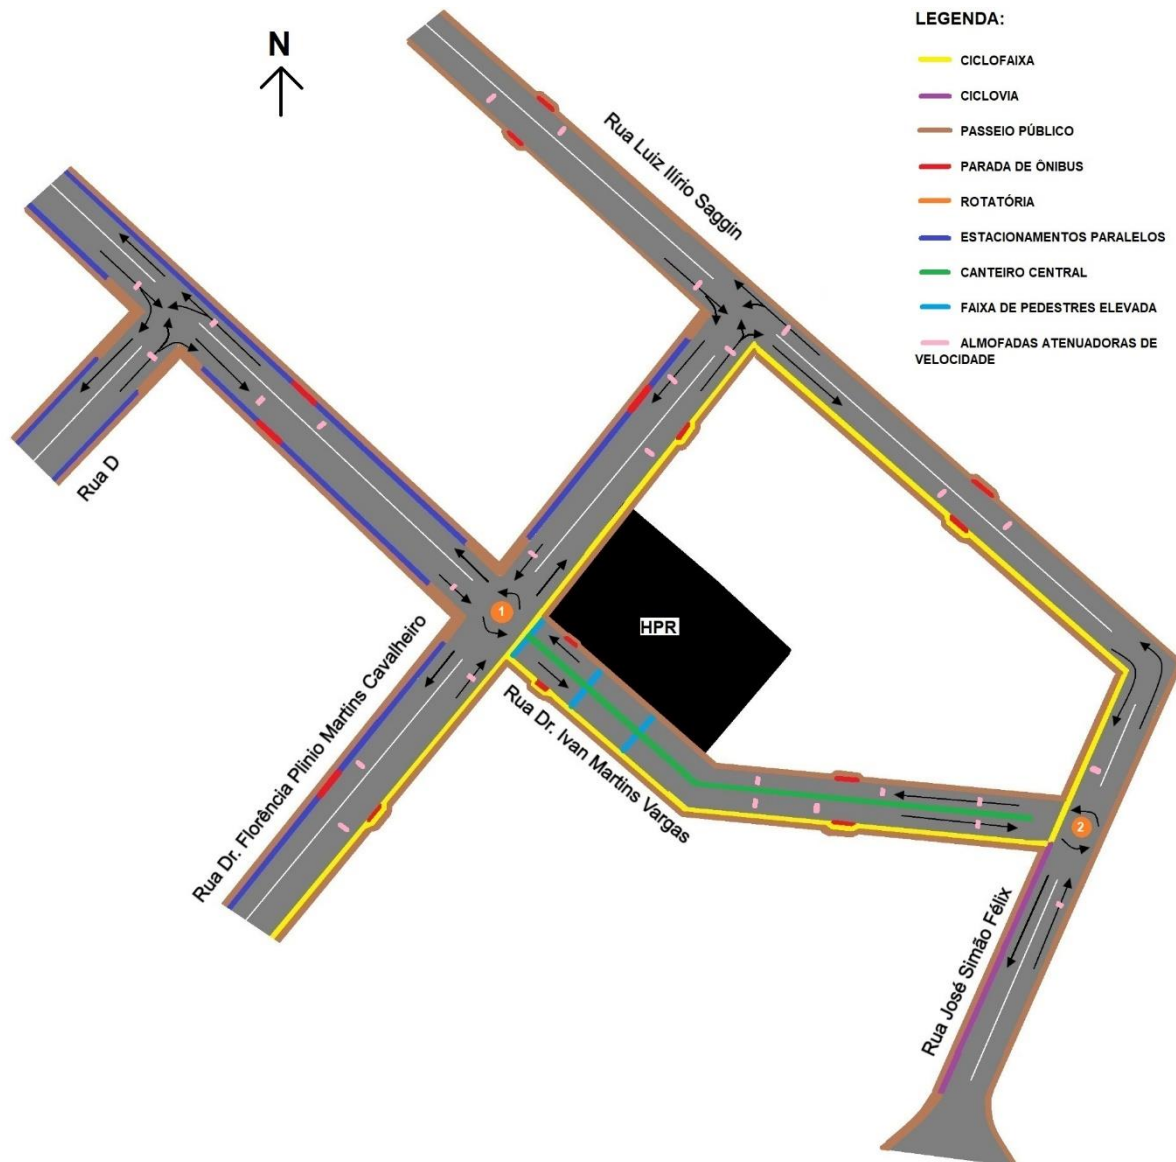 N
LEGENDA:
CICLOFAIXA
CICLOVIA
PASSEIO PÚBLICO
PARADA DE ÔNIBUS
ROTATÓRIA
ESTACIONAMENTOS PARALELOS
CANTEIRO CENTRAL
FAIXA DE PEDESTRES ELEVADA
ALMOFADAS ATENUADORAS DE
VELOCIDADE
Rua Luiz Ilírio Saggin
Rua D
1
HPR
Rua Dr. Florência Plinio Martins Cavalheiro
Rua Dr. Ivan Martins Vargas
2
Rua José Simão Félix